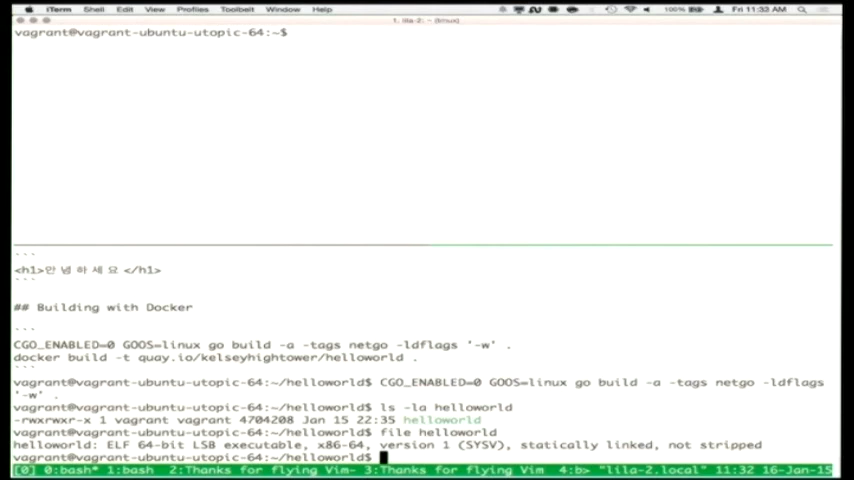 iTerm Shell Edit View Profiles Toolbelt Window Help 100% Fri 11:33 AM
1. lila-2: ~ (linux)
vagrant@vagrant-ubuntu-utopic-64:~$
```
<h1>안녕하세요</h1>
```
## Building with Docker
```
CGO_ENABLED=0 GOOS=linux go build -a -tags netgo -ldflags '-w' .
docker build -t quay.io/kelseyhightower/helloworld .
```
vagrant@vagrant-ubuntu-utopic-64:~/helloworld$ CGO_ENABLED=0 GOOS=linux go build -a -tags netgo -ldflags
'-w' .
vagrant@vagrant-ubuntu-utopic-64:~/helloworld$ ls -la helloworld
-rwxrwxr-x 1 vagrant vagrant 4704208 Jan 15 22:35 helloworld
vagrant@vagrant-ubuntu-utopic-64:~/helloworld$ file helloworld
helloworld: ELF 64-bit LSB executable, x86-64, version 1 (SYSV), statically linked, not stripped
vagrant@vagrant-ubuntu-utopic-64:~/helloworld$
[0] 0:bash* 1:bash 2:Thanks for flying Vim- 3:Thanks for flying Vim 4:b> "lila-2.local" 11:32 16-Jan-15